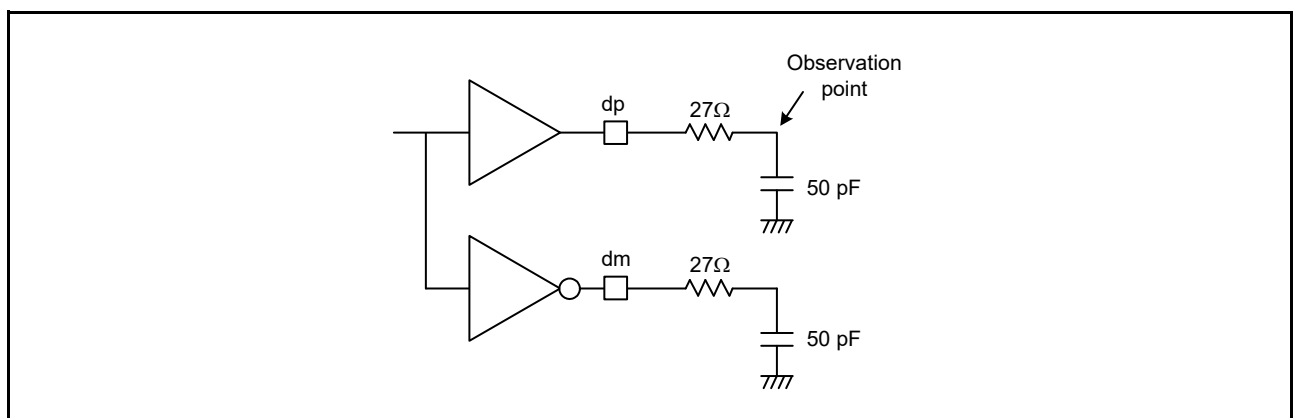 Observation
point
dp
27Ω
50 pF
dm
27Ω
50 pF